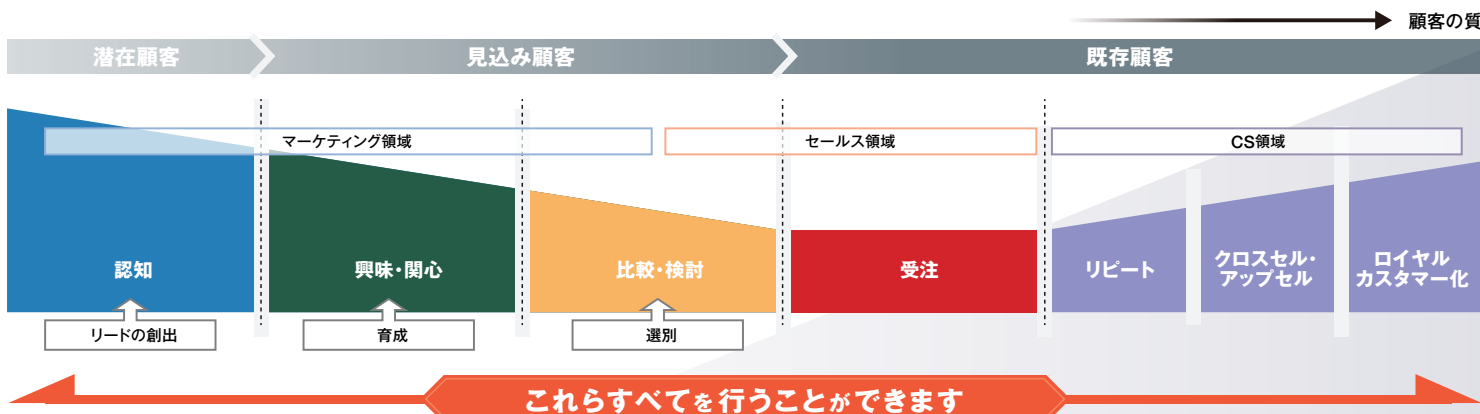 顧客の質
潜在顧客
見込み顧客
既存顧客
マーケティング領域
セールス領域
CS領域
認知
興味・関心
比較・検討
受注
リピート
クロスセル・
アップセル
ロイヤル
カスタマー化
リードの創出
育成
選別
これらすべてを行うことができます